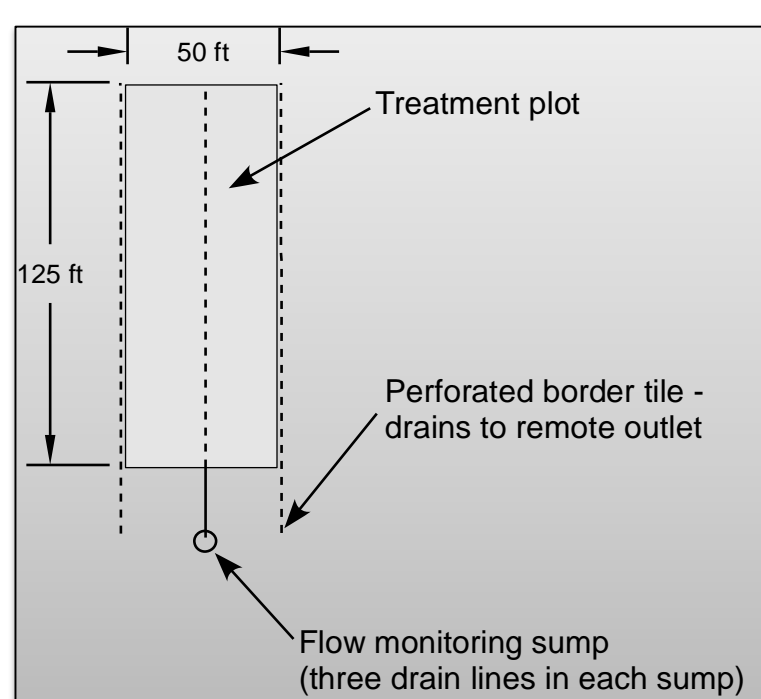 50 ft
Treatment plot
125 ft
Perforated border tile -
drains to remote outlet
Flow monitoring sump
(three drain lines in each sump)